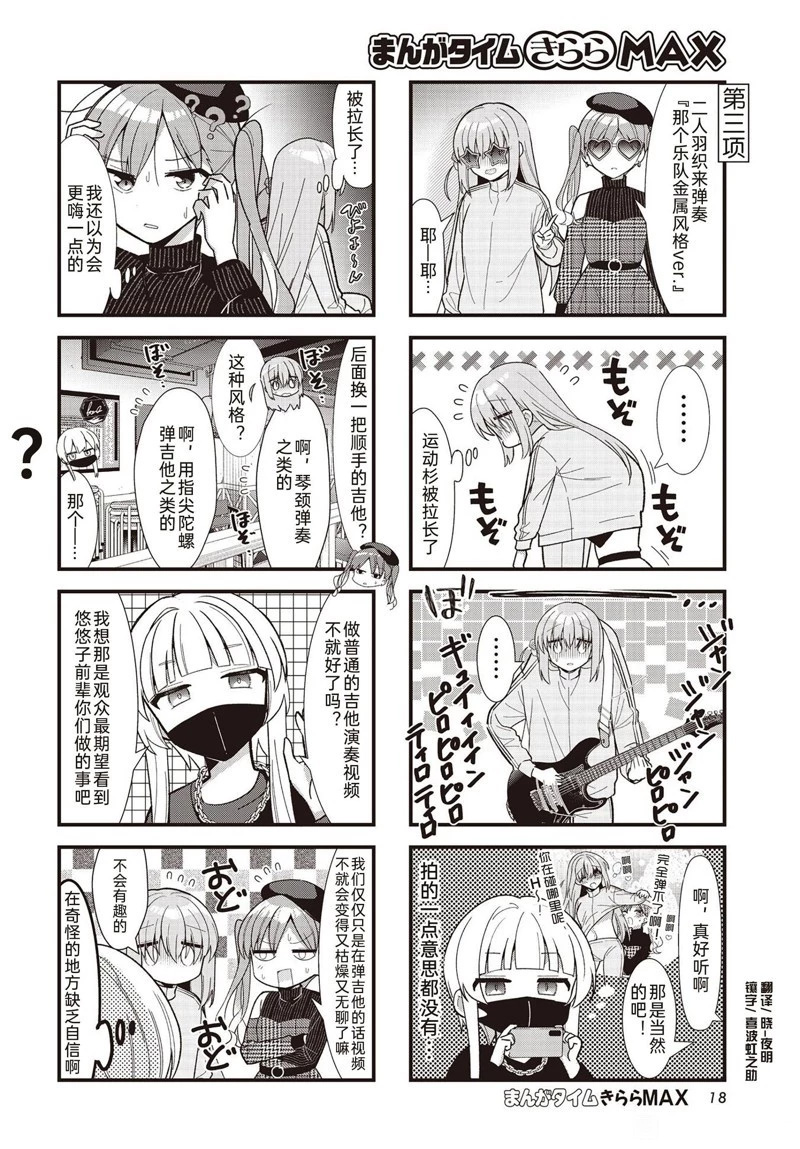 まんがタイムきららMAX
第三项
二人羽织来弹奏
『那个乐队金属风格ver.』
耶—耶…
……
もぞ
もぞ
もぞ
运动杉被拉长了
……
ギュイィイイン
ピロピロピロ
ティロティロ
ジャン
ジャンジャン
ピロピロ
啊，真好听啊
那是当然的吧！
完全弹不了啊！
啊啊♡
啊啊♡
你在碰哪里呢
H～！
拍的一点意思都没有…
被拉长了…
？？？
びよょ～ん
我还以为会
更嗨一点的
后面换一把顺手的吉他？
ぼそ…
啊，琴颈弹奏
之类的
这种风格？
ぼそ…
啊，用指尖陀螺
弹吉他之类的
ぼそ…
那个——
？
做普通的吉他演奏视频
不就好了吗？
我想那是观众最期望看到
悠悠子前辈你们做的事吧
我们仅仅只是在弹吉他的话视频
不就会变得又枯燥又无聊了嘛
おど
おど
不会有趣的
在奇怪的地方缺乏自信啊
翻译/ 晓-夜明
镶字/ 喜波虹之助
まんがタイムきららMAX
18